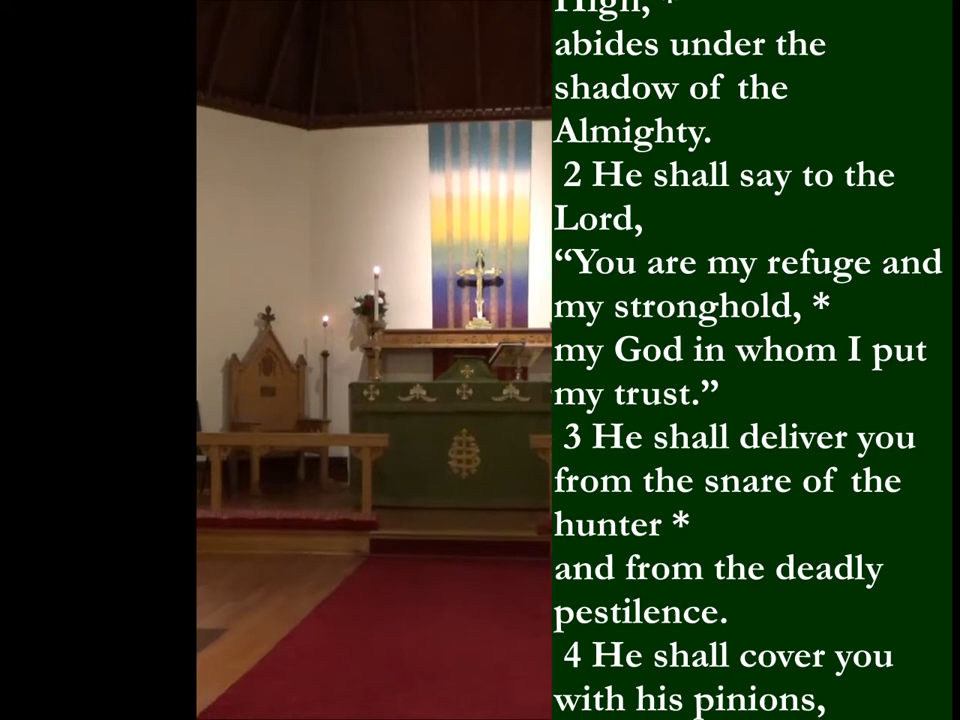 High, *
abides under the
shadow of the
Almighty.
2 He shall say to the
Lord,
“You are my refuge and
my stronghold, *
my God in whom I put
my trust.”
3 He shall deliver you
from the snare of the
hunter *
and from the deadly
pestilence.
4 He shall cover you
with his pinions,